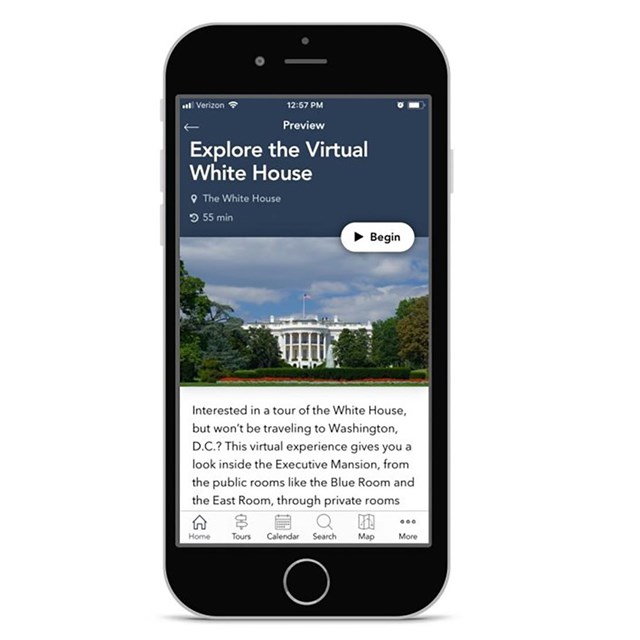 Verizon 12:57 PM
Preview
Explore the Virtual
White House
The White House
55 min
Begin
Interested in a tour of the White House,
but won't be traveling to Washington,
D.C.? This virtual experience gives you a
look inside the Executive Mansion, from
the public rooms like the Blue Room and
the East Room, through private rooms
Home Tours Calendar Search Map More